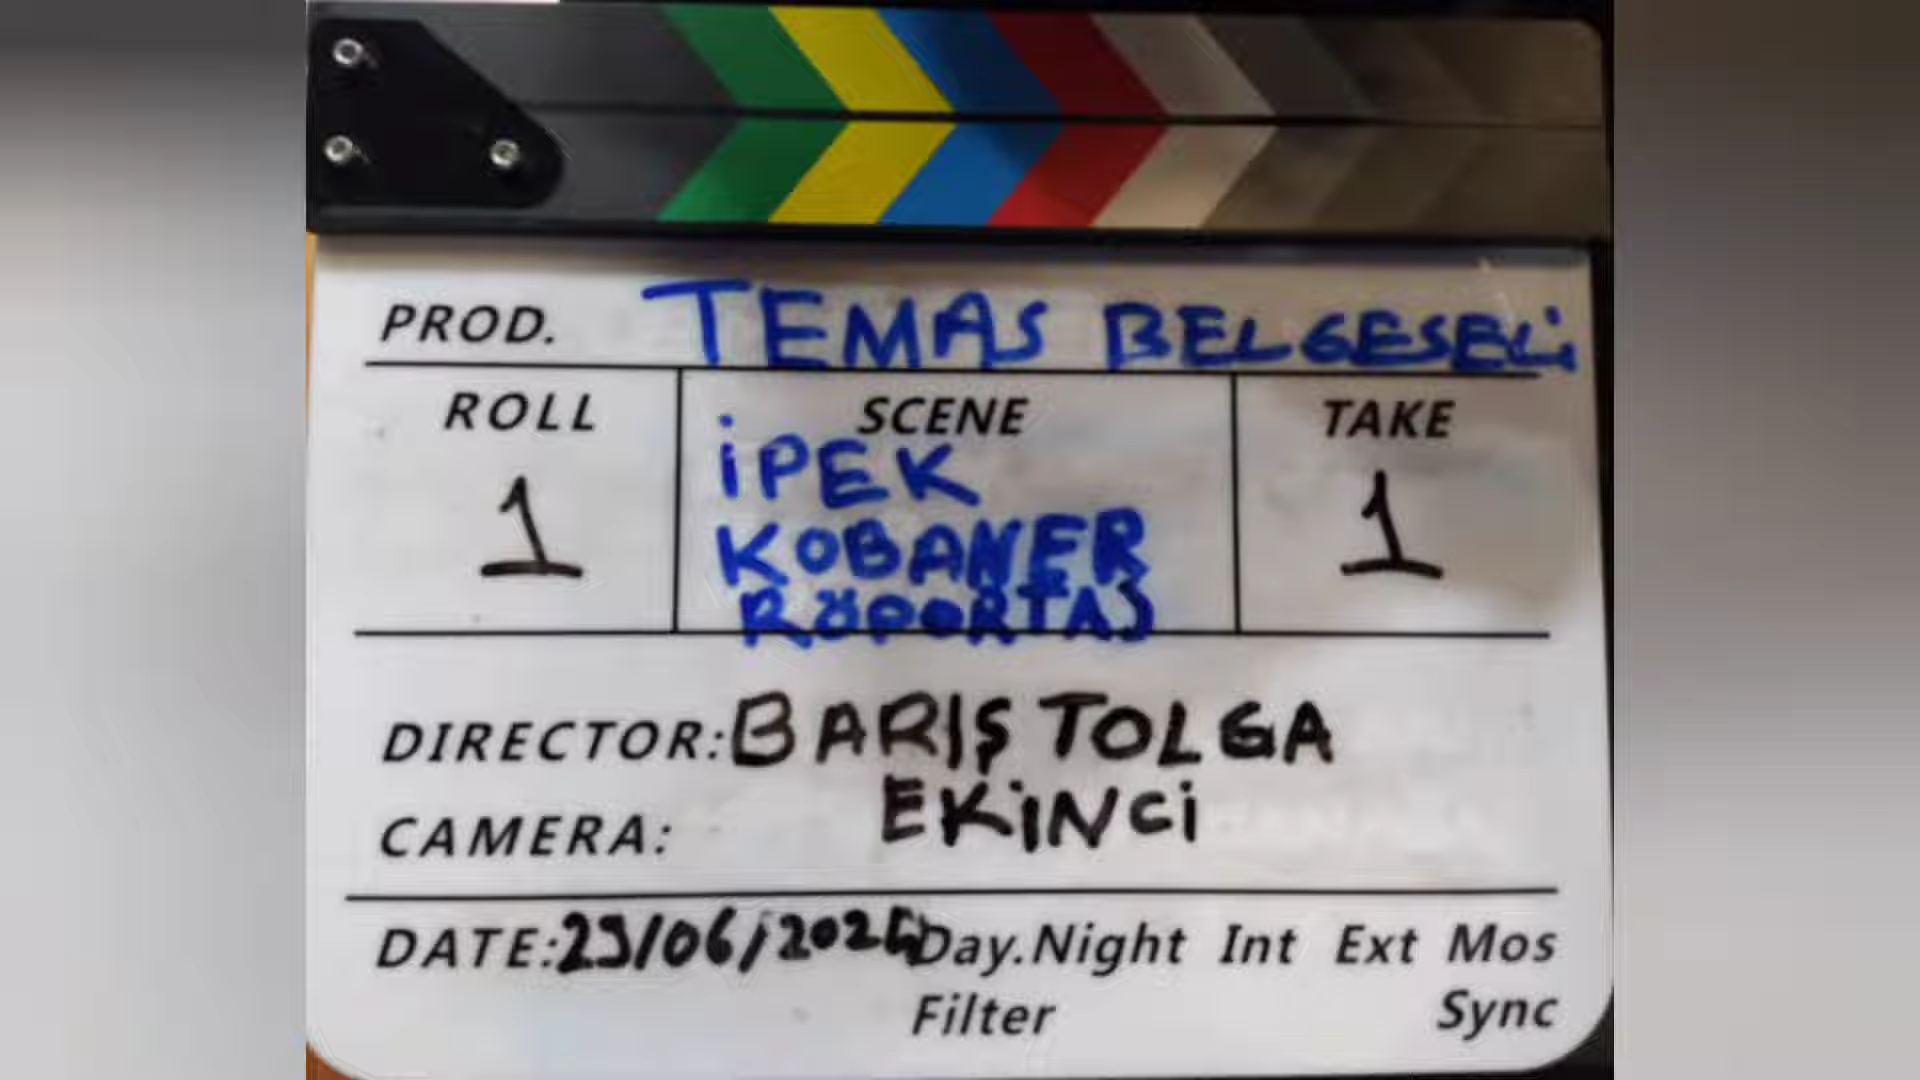 PROD. TEMAS BELGESELİ
ROLL SCENE TAKE
1 İPEK 1
KOBANER
RÖPORTAJ
DIRECTOR: BARIŞ TOLGA
EKİNCİ
CAMERA:
DATE: /06/2024 Day.Night Int Ext Mos
Filter Sync